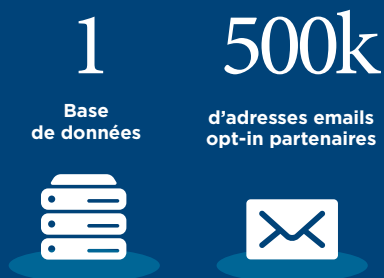 1
Base
de données
500k
d'adresses emails
opt-in partenaires